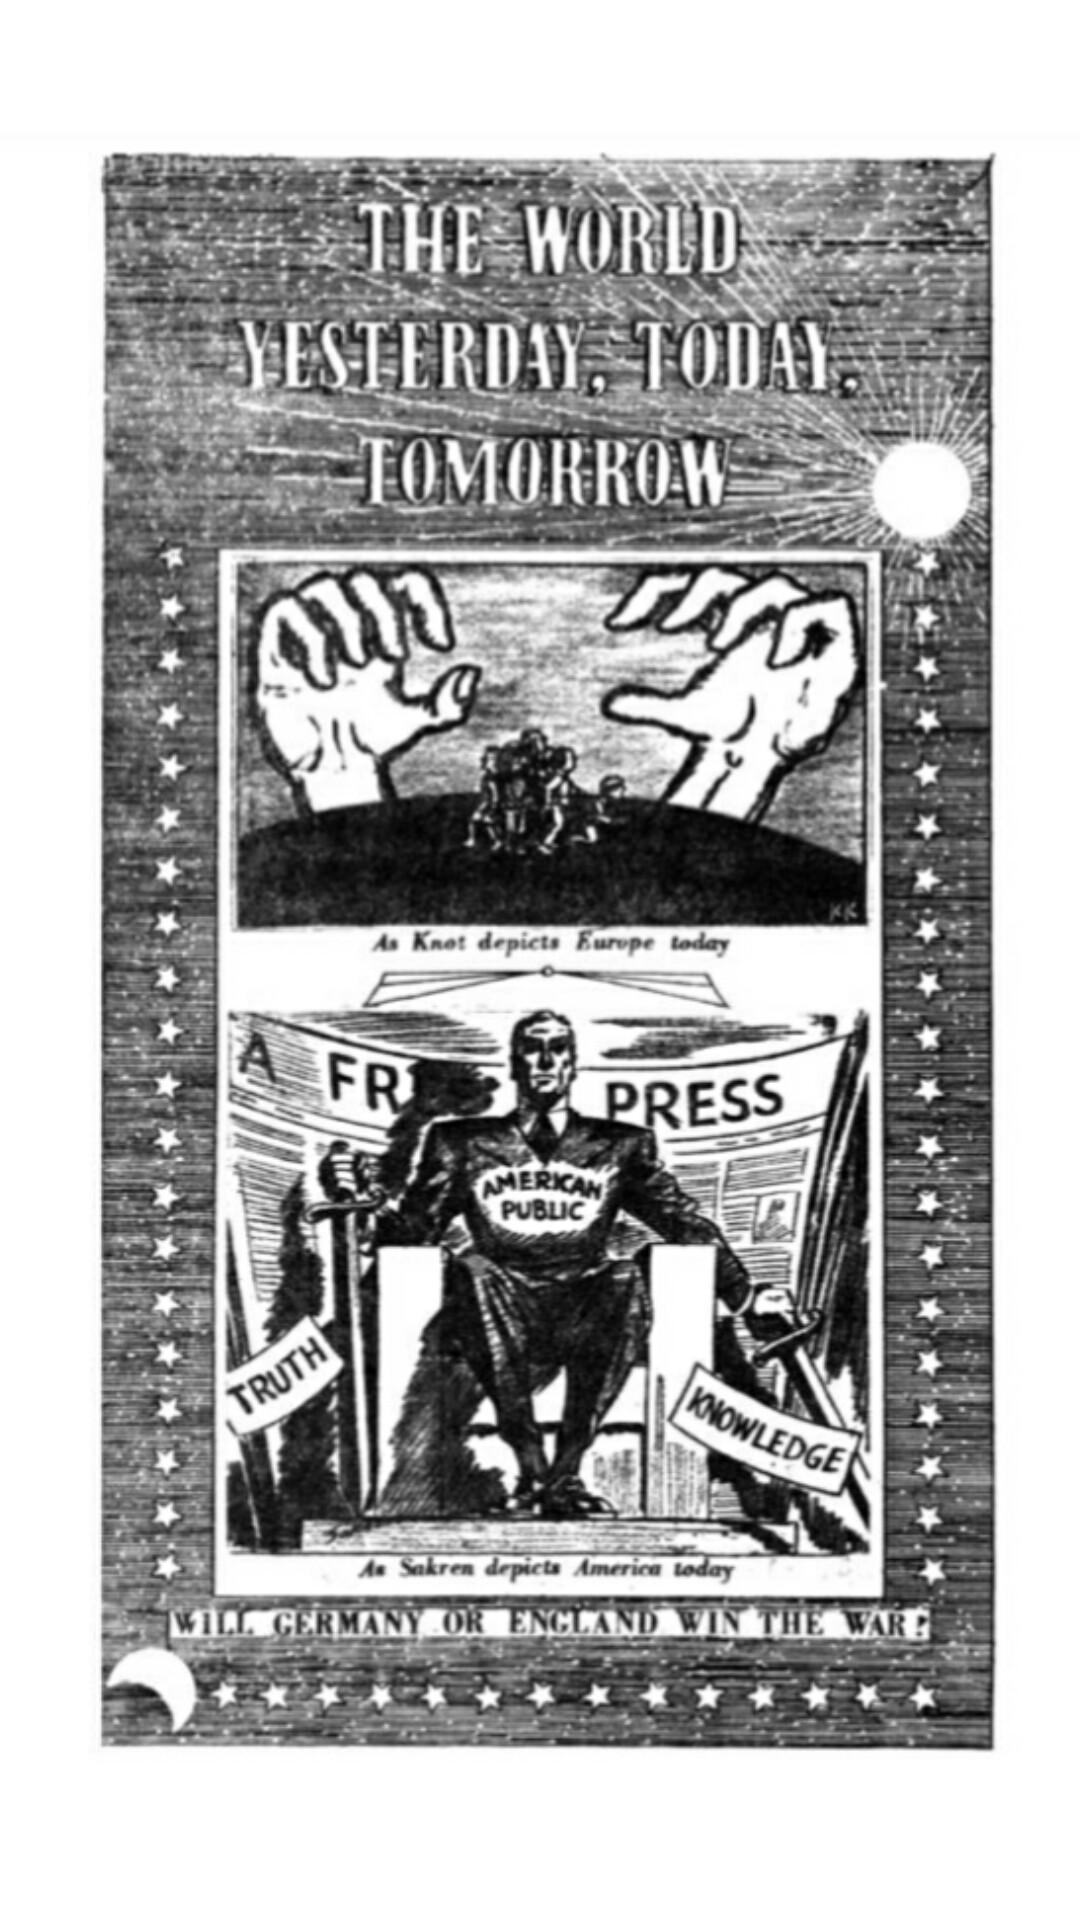 THE WORLD
YESTERDAY, TODAY,
TOMORROW
KK
As Knot depicts Europe today
A FR PRESS
AMERICAN
PUBLIC
TRUTH
KNOWLEDGE
As Sakren depicts America today
WILL GERMANY OR ENGLAND WIN THE WAR?